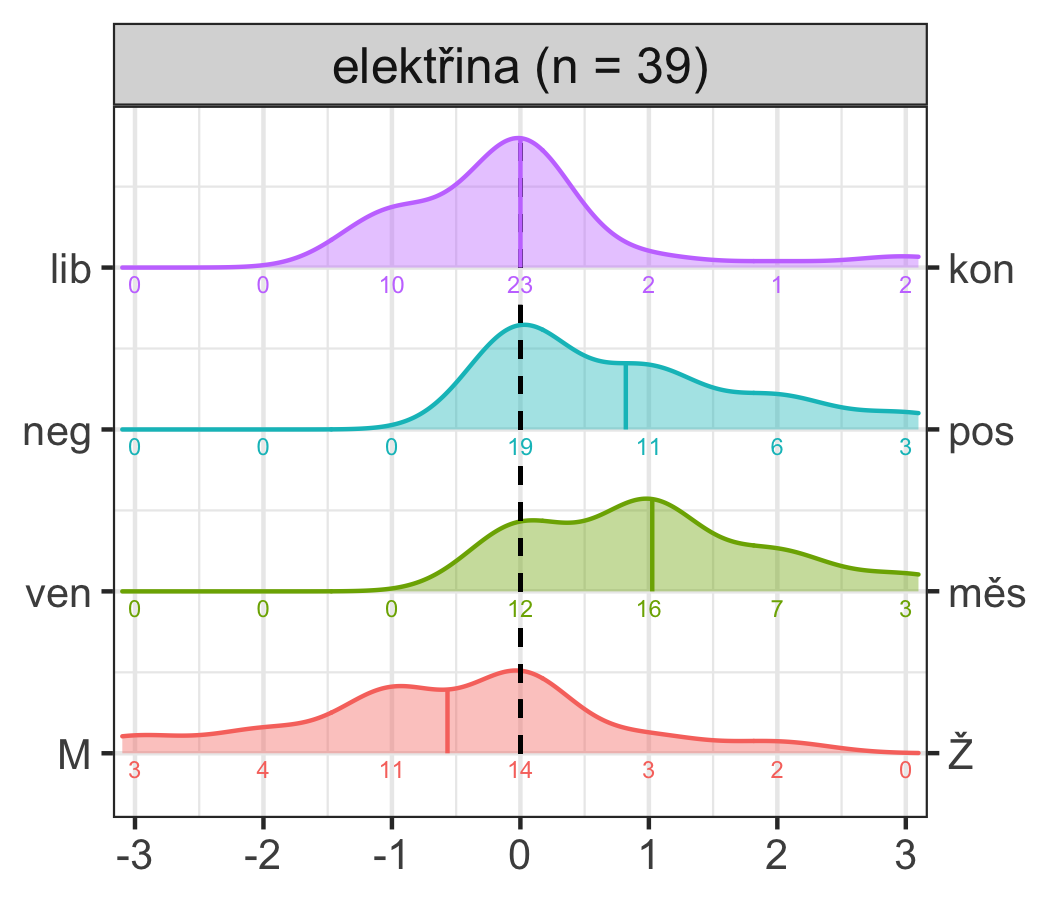 elektřina (n = 39)
lib kon
0 0 10 23 2 1 2
neg pos
0 0 0 19 11 6 3
ven měs
0 0 0 12 16 7 3
M Ž
3 4 11 14 3 2 0
-3 -2 -1 0 1 2 3